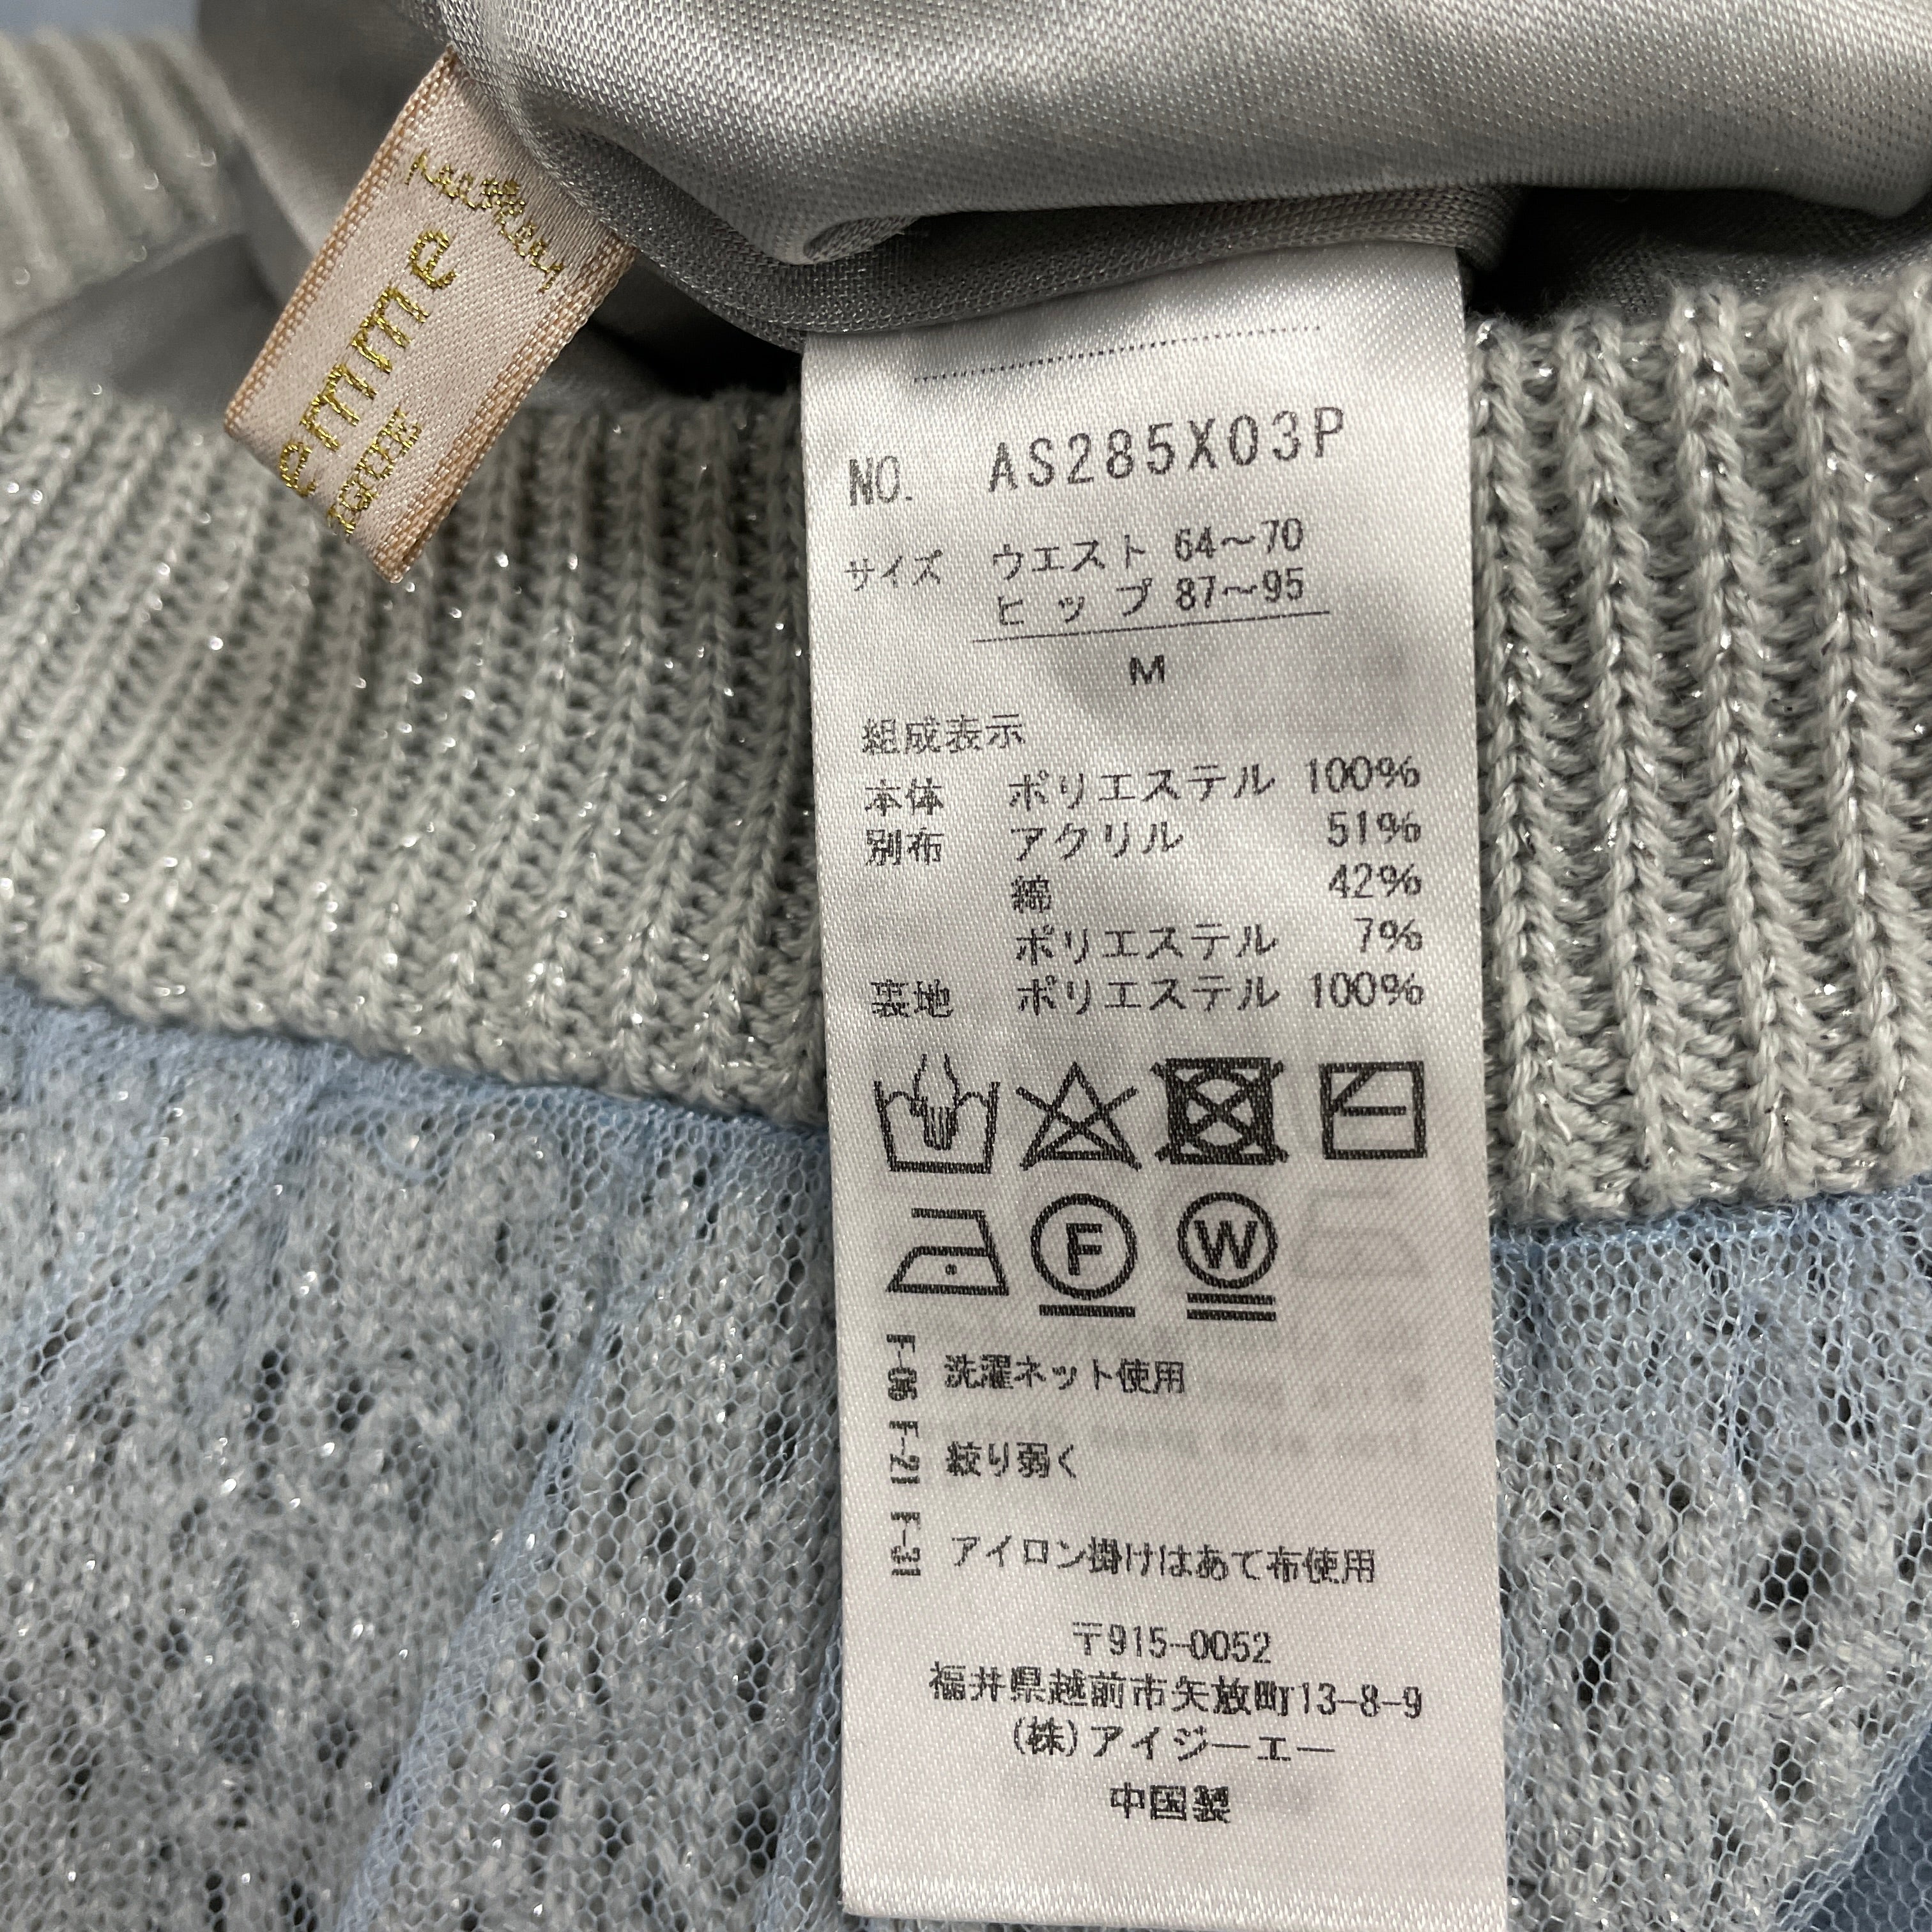 emme
NO. AS285X03P
サイズ ウエスト 64～70
ヒップ 87～95
M
組成表示
本体 ポリエステル 100%
別布 アクリル 51%
綿 42%
ポリエステル 7%
裏地 ポリエステル 100%
F W
F-06 洗濯ネット使用
F-21 絞り弱く
F-31 アイロン掛けはあて布使用
〒915-0052
福井県越前市矢放町13-8-9
(株)アイジーエー
中国製